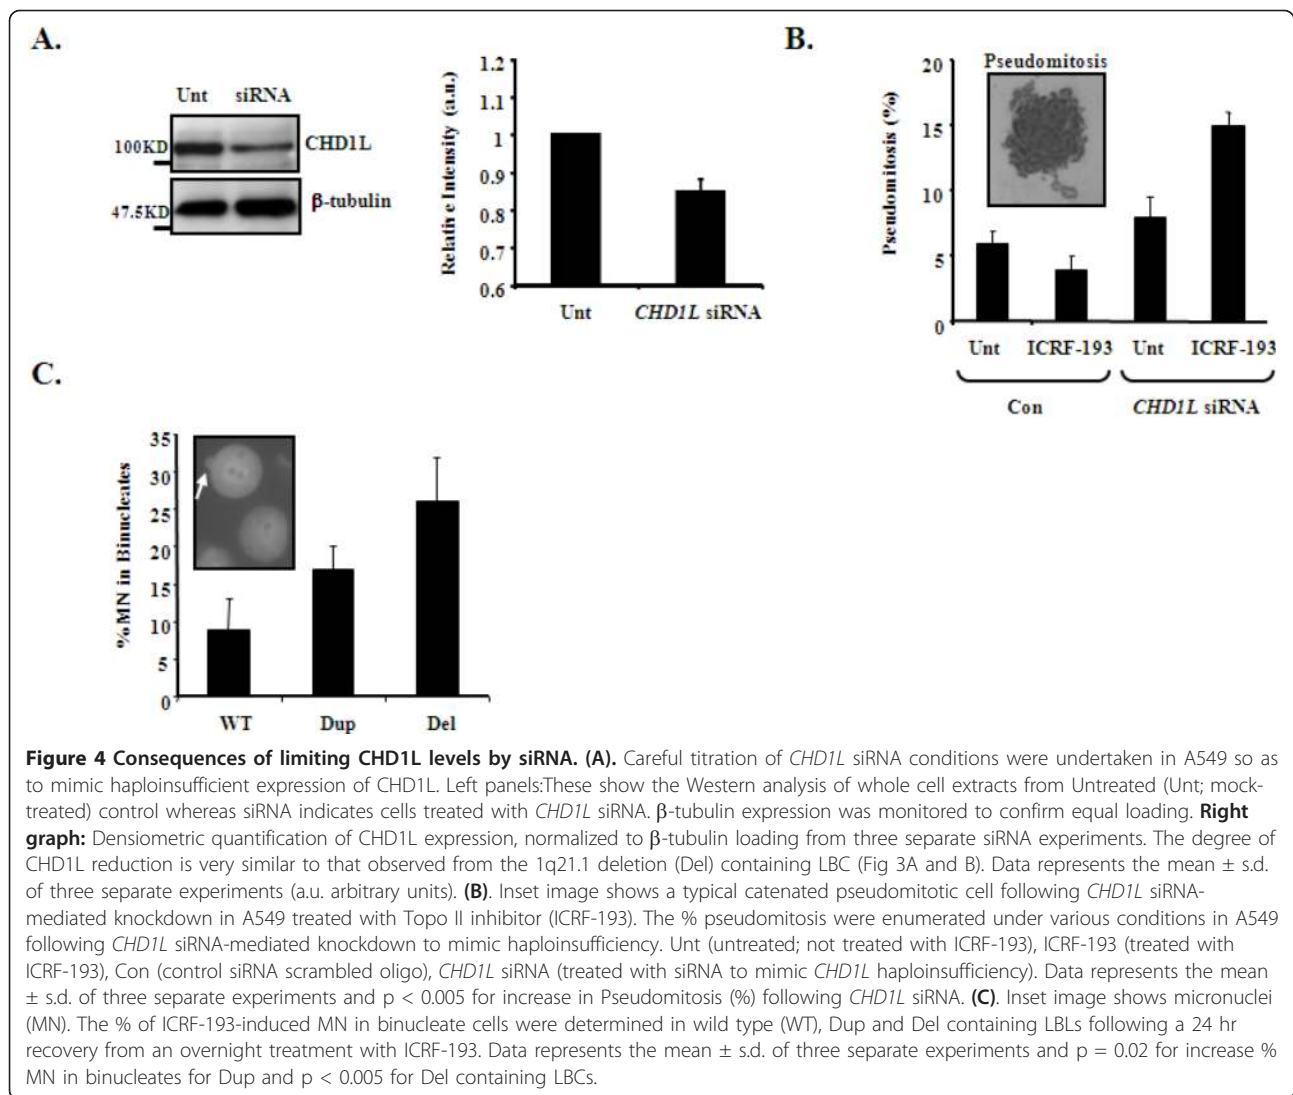 A.
Unt siRNA
100KD CHD1L
47.5KD β-tubulin
Relative Intensity (a.u.)
1.2
1.1
1
0.9
0.8
0.7
0.6
Unt CHD1L siRNA
B.
Pseudomitosis (%)
20
15
10
5
0
Pseudomitosis
Unt ICRF-193 Unt ICRF-193
Con CHD1L siRNA
C.
%MN in Binucleates
35
30
25
20
15
10
5
0
WT Dup Del
Figure 4 Consequences of limiting CHD1L levels by siRNA. (A). Careful titration of CHD1L siRNA conditions were undertaken in A549 so as
to mimic haploinsufficient expression of CHD1L. Left panels:These show the Western analysis of whole cell extracts from Untreated (Unt; mock-
treated) control whereas siRNA indicates cells treated with CHD1L siRNA. β-tubulin expression was monitored to confirm equal loading. Right
graph: Densiometric quantification of CHD1L expression, normalized to β-tubulin loading from three separate siRNA experiments. The degree of
CHD1L reduction is very similar to that observed from the 1q21.1 deletion (Del) containing LBC (Fig 3A and B). Data represents the mean ± s.d.
of three separate experiments (a.u. arbitrary units). (B). Inset image shows a typical catenated pseudomitotic cell following CHD1L siRNA-
mediated knockdown in A549 treated with Topo II inhibitor (ICRF-193). The % pseudomitosis were enumerated under various conditions in A549
following CHD1L siRNA-mediated knockdown to mimic haploinsufficiency. Unt (untreated; not treated with ICRF-193), ICRF-193 (treated with
ICRF-193), Con (control siRNA scrambled oligo), CHD1L siRNA (treated with siRNA to mimic CHD1L haploinsufficiency). Data represents the mean
± s.d. of three separate experiments and p < 0.005 for increase in Pseudomitosis (%) following CHD1L siRNA. (C). Inset image shows micronuclei
(MN). The % of ICRF-193-induced MN in binucleate cells were determined in wild type (WT), Dup and Del containing LBLs following a 24 hr
recovery from an overnight treatment with ICRF-193. Data represents the mean ± s.d. of three separate experiments and p = 0.02 for increase %
MN in binucleates for Dup and p < 0.005 for Del containing LBCs.